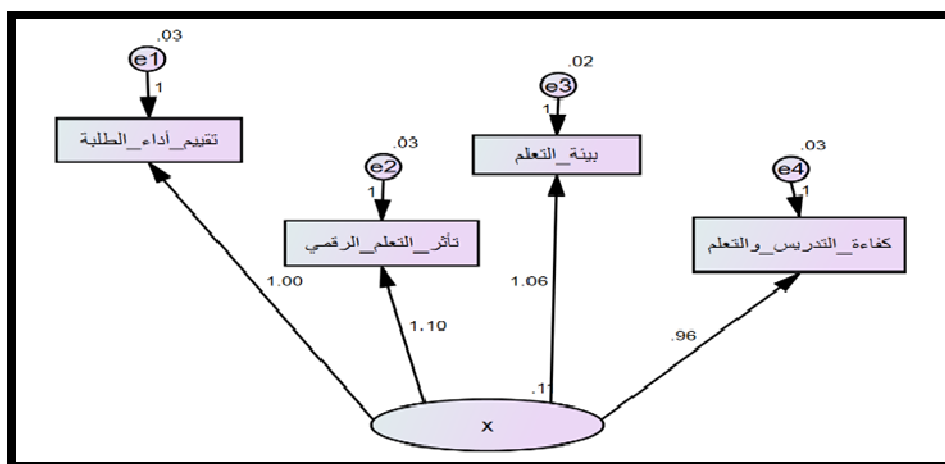 .03
e1
1
تقييم_أداء_الطلبة
.03
e2
1
تأثر_التعلم_الرقمي
.02
e3
1
بيئة_التعلم
.03
e4
1
كفاءة_التدريس_والتعلم
1.00
1.10
1.06
.96
x